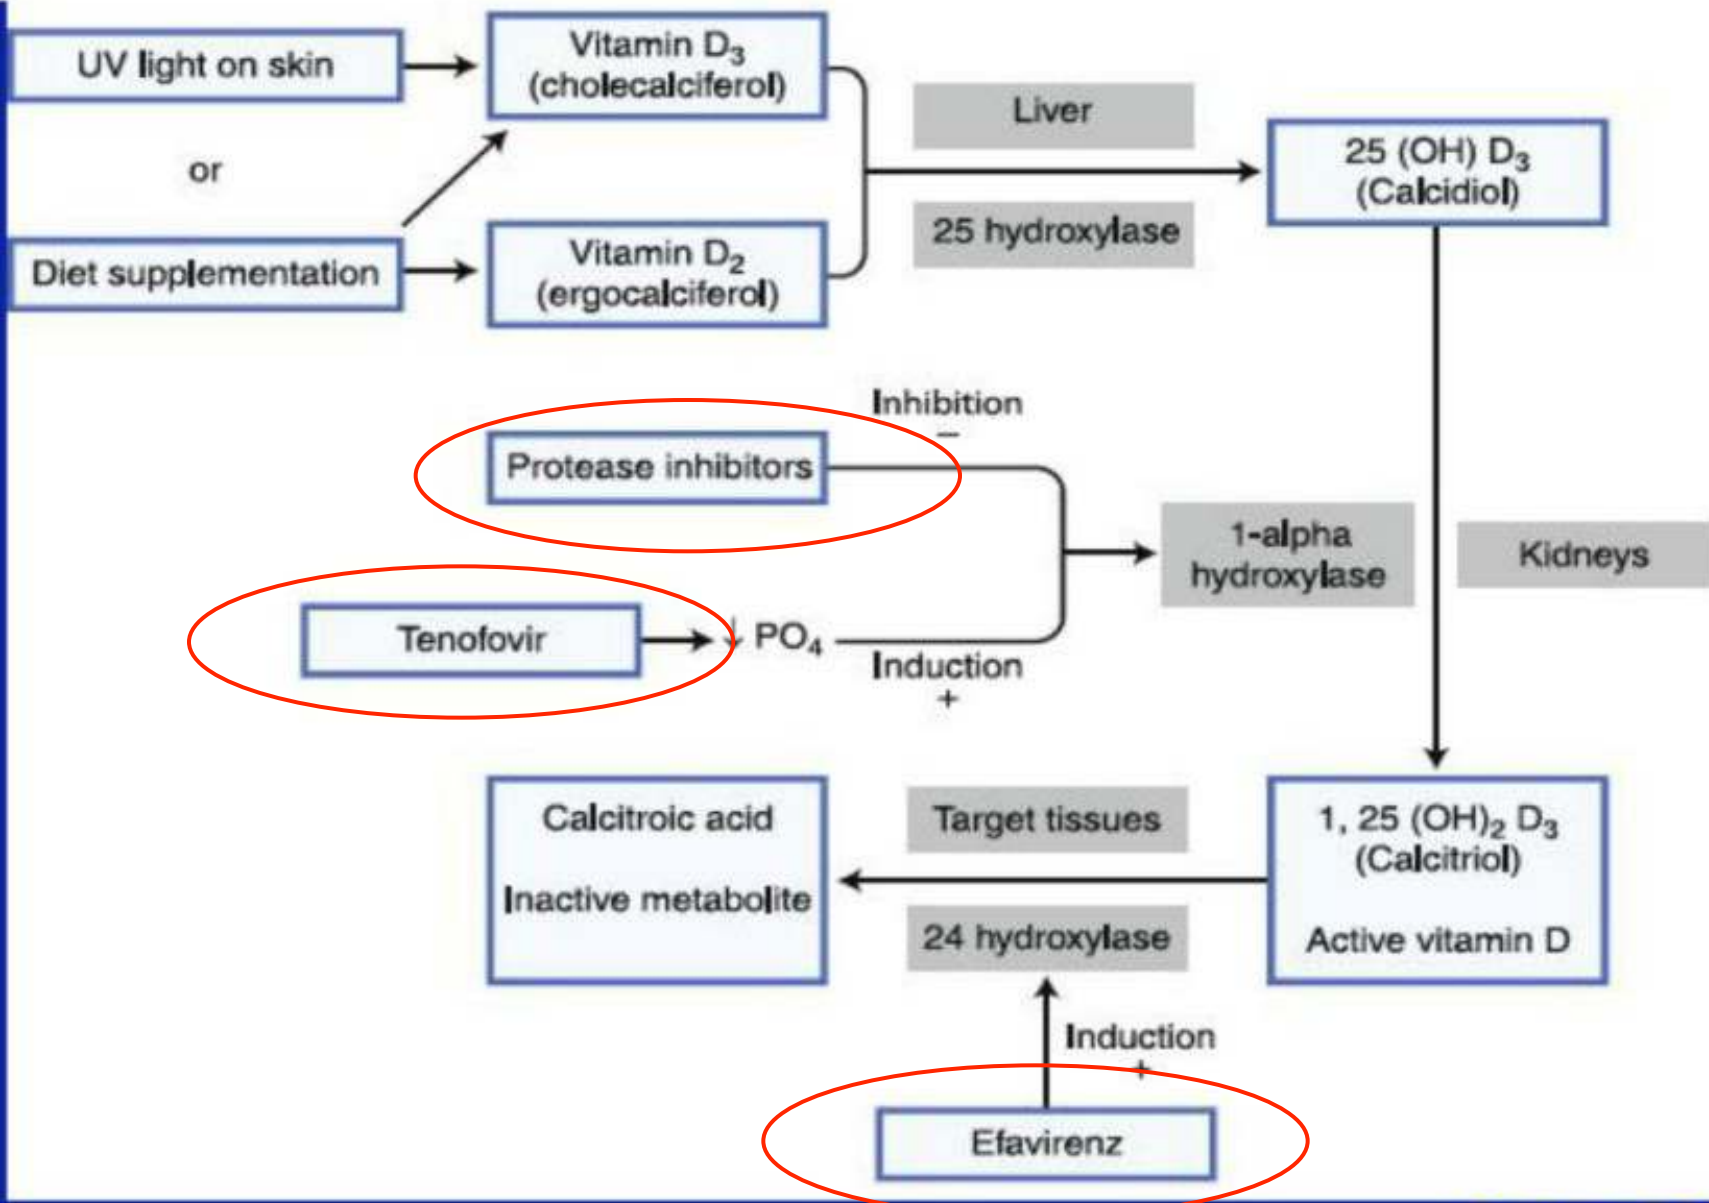 UV light on skin
or
Diet supplementation
Vitamin D₃
(cholecalciferol)
Vitamin D₂
(ergocalciferol)
Liver
25 hydroxylase
25 (OH) D₃
(Calcidiol)
Inhibition
–
Protease inhibitors
Tenofovir
↓ PO₄
Induction
+
1-alpha
hydroxylase
Kidneys
Calcitroic acid
Inactive metabolite
Target tissues
24 hydroxylase
1, 25 (OH)₂ D₃
(Calcitriol)
Active vitamin D
Induction
+
Efavirenz